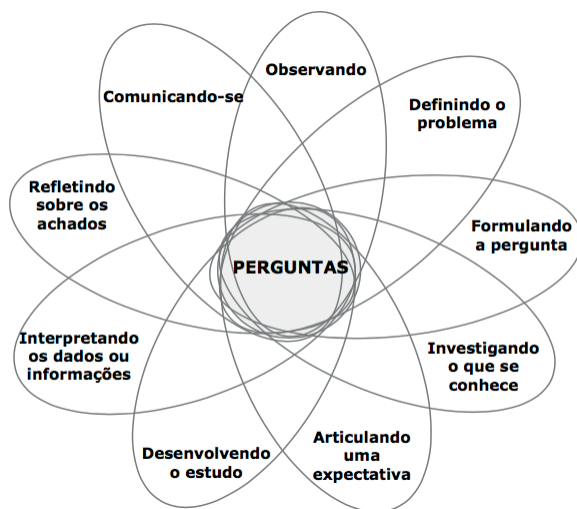 Observando
Definindo o
problema
Formulando
a pergunta
Investigando
o que se
conhece
Articulando
uma
expectativa
Desenvolvendo
o estudo
Interpretando
os dados ou
informações
Refletindo
sobre os
achados
Comunicando-se
PERGUNTAS